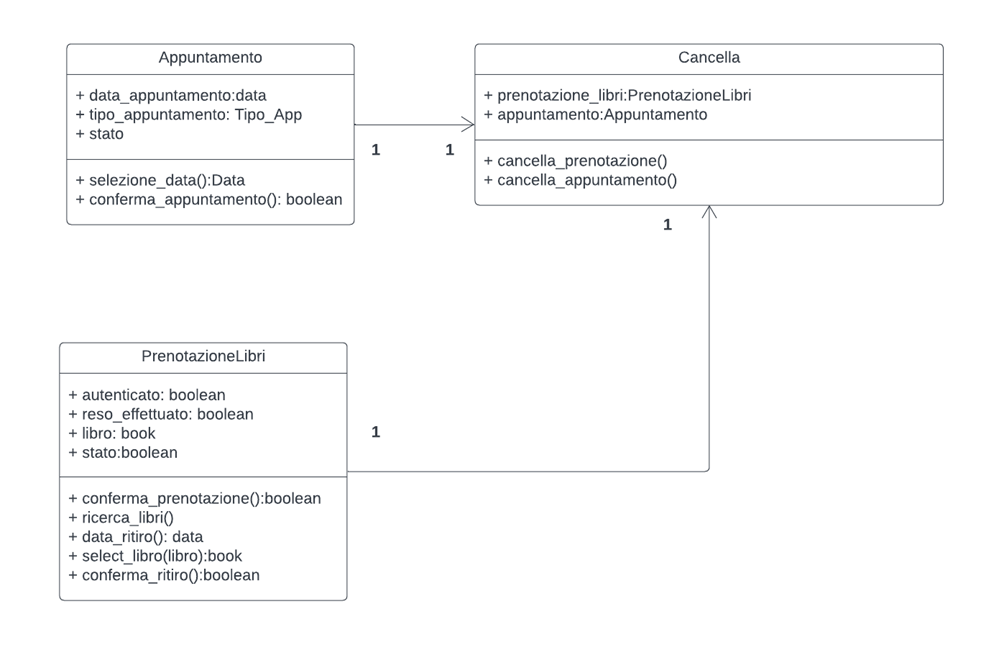 Appuntamento
+ data_appuntamento:data
+ tipo_appuntamento: Tipo_App
+ stato
+ selezione_data():Data
+ conferma_appuntamento(): boolean
1
1
Cancella
+ prenotazione_libri:PrenotazioneLibri
+ appuntamento:Appuntamento
+ cancella_prenotazione()
+ cancella_appuntamento()
1
PrenotazioneLibri
+ autenticato: boolean
+ reso_effettuato: boolean
+ libro: book
+ stato:boolean
+ conferma_prenotazione():boolean
+ ricerca_libri()
+ data_ritiro(): data
+ select_libro(libro):book
+ conferma_ritiro():boolean
1